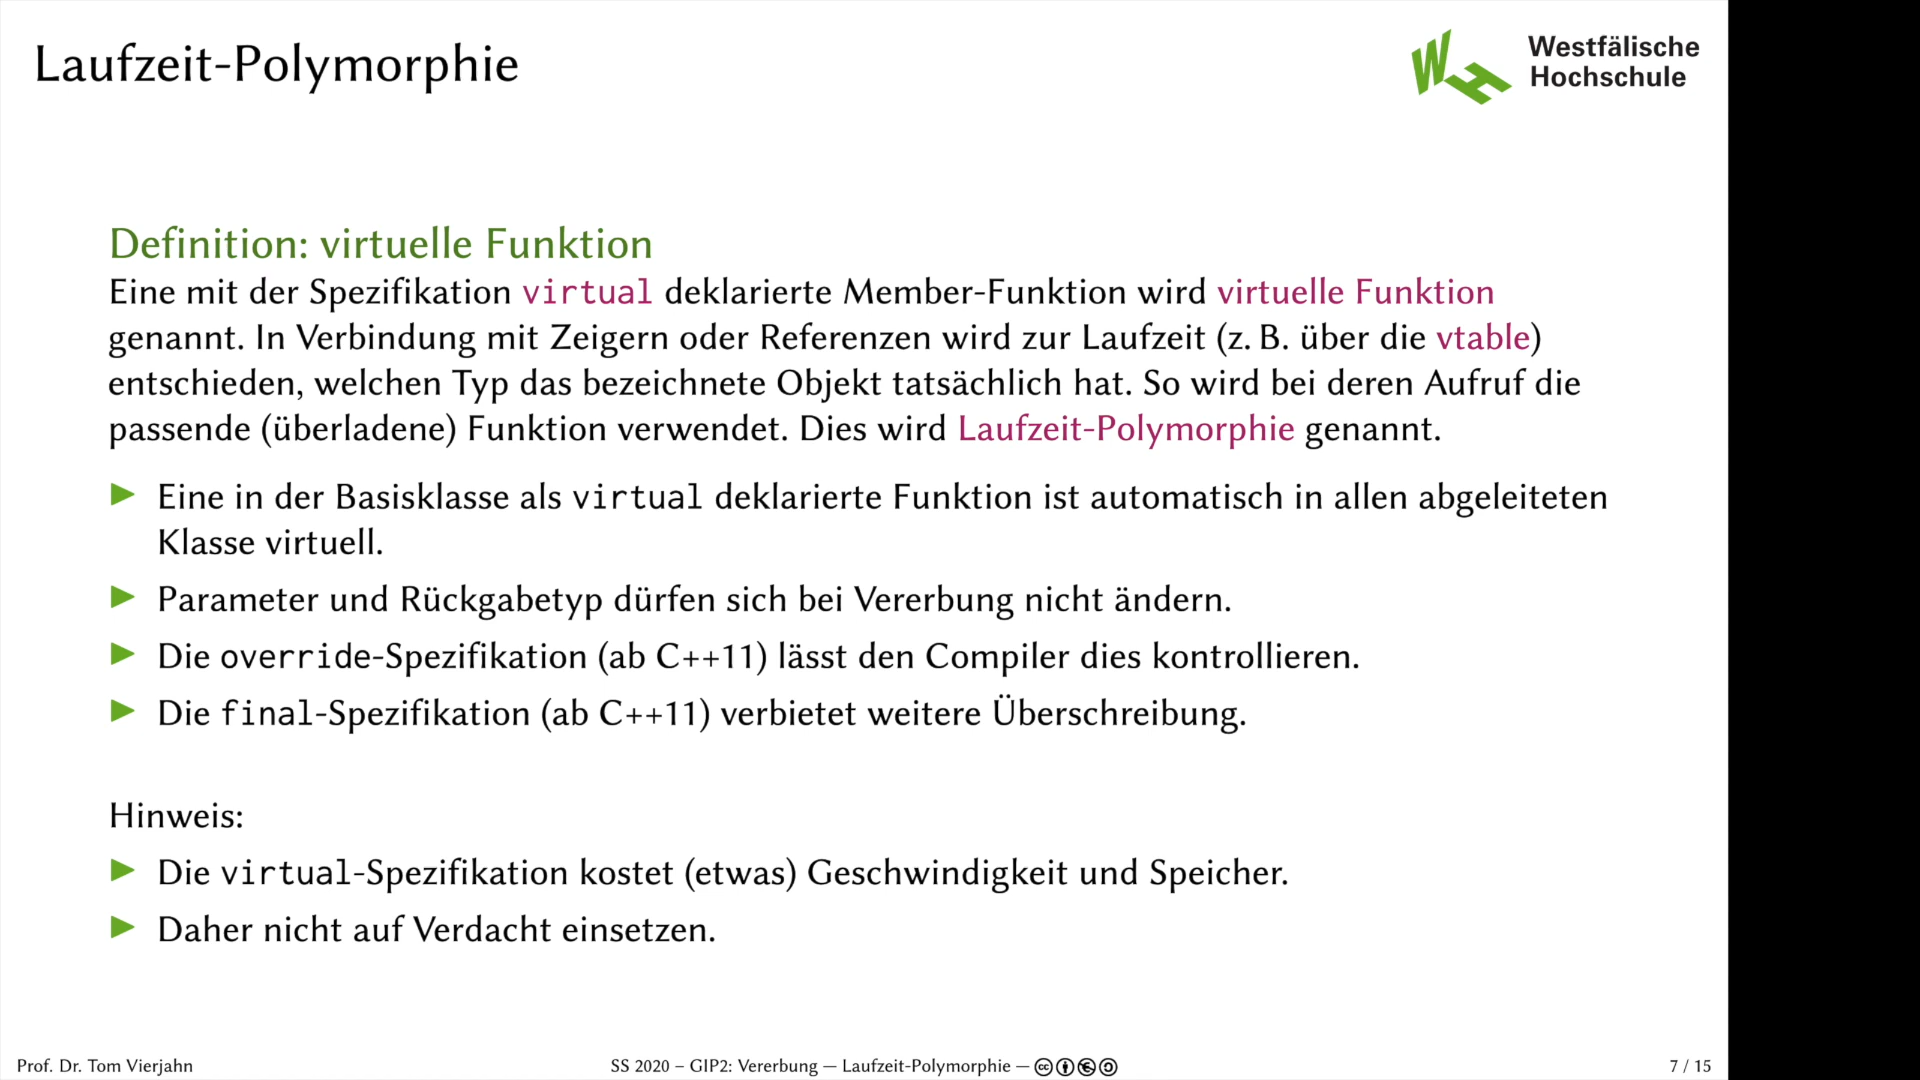 Laufzeit-Polymorphie
Westfälische
Hochschule
Definition: virtuelle Funktion
Eine mit der Spezifikation virtual deklarierte Member-Funktion wird virtuelle Funktion
genannt. In Verbindung mit Zeigern oder Referenzen wird zur Laufzeit (z. B. über die vtable)
entschieden, welchen Typ das bezeichnete Objekt tatsächlich hat. So wird bei deren Aufruf die
passende (überladene) Funktion verwendet. Dies wird Laufzeit-Polymorphie genannt.
▶ Eine in der Basisklasse als virtual deklarierte Funktion ist automatisch in allen abgeleiteten
Klasse virtuell.
▶ Parameter und Rückgabetyp dürfen sich bei Vererbung nicht ändern.
▶ Die override-Spezifikation (ab C++11) lässt den Compiler dies kontrollieren.
▶ Die final-Spezifikation (ab C++11) verbietet weitere Überschreibung.
Hinweis:
▶ Die virtual-Spezifikation kostet (etwas) Geschwindigkeit und Speicher.
▶ Daher nicht auf Verdacht einsetzen.
Prof. Dr. Tom Vierjahn
SS 2020 – GIP2: Vererbung — Laufzeit-Polymorphie —
7 / 15